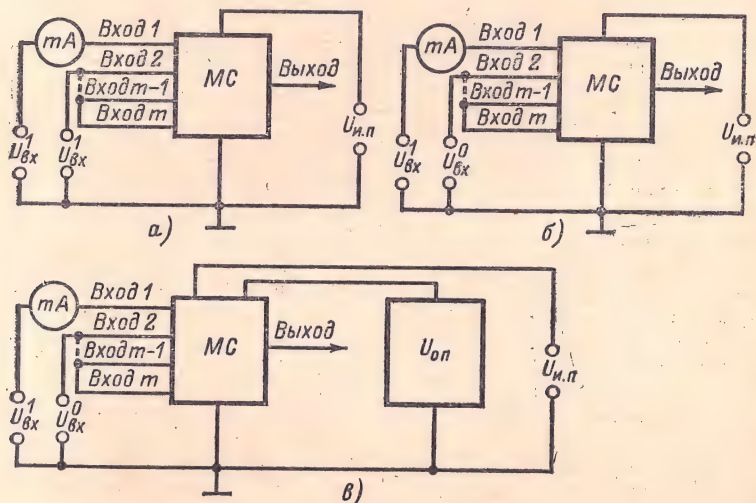 mA
Вход 1
Вход 2
Вход m-1
Вход m
МС
Выход
U¹вх
U¹вх
Uи.п
а)
mA
Вход 1
Вход 2
Вход m-1
Вход m
МС
Выход
U¹вх
U⁰вх
Uи.п
б)
mA
Вход 1
Вход 2
Вход m-1
Вход m
МС
Выход
Uоп
U¹вх
U⁰вх
Uи.п
в)